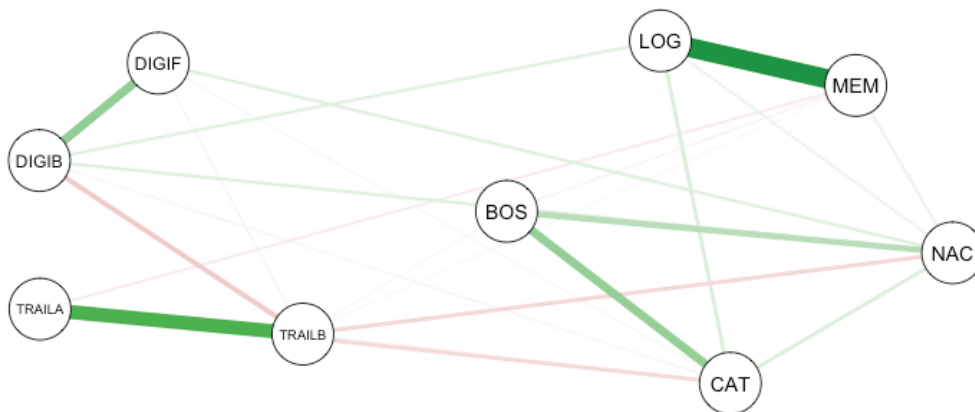 LOG
DIGIF
MEM
DIGIB
BOS
NAC
TRAILA
TRAILB
CAT